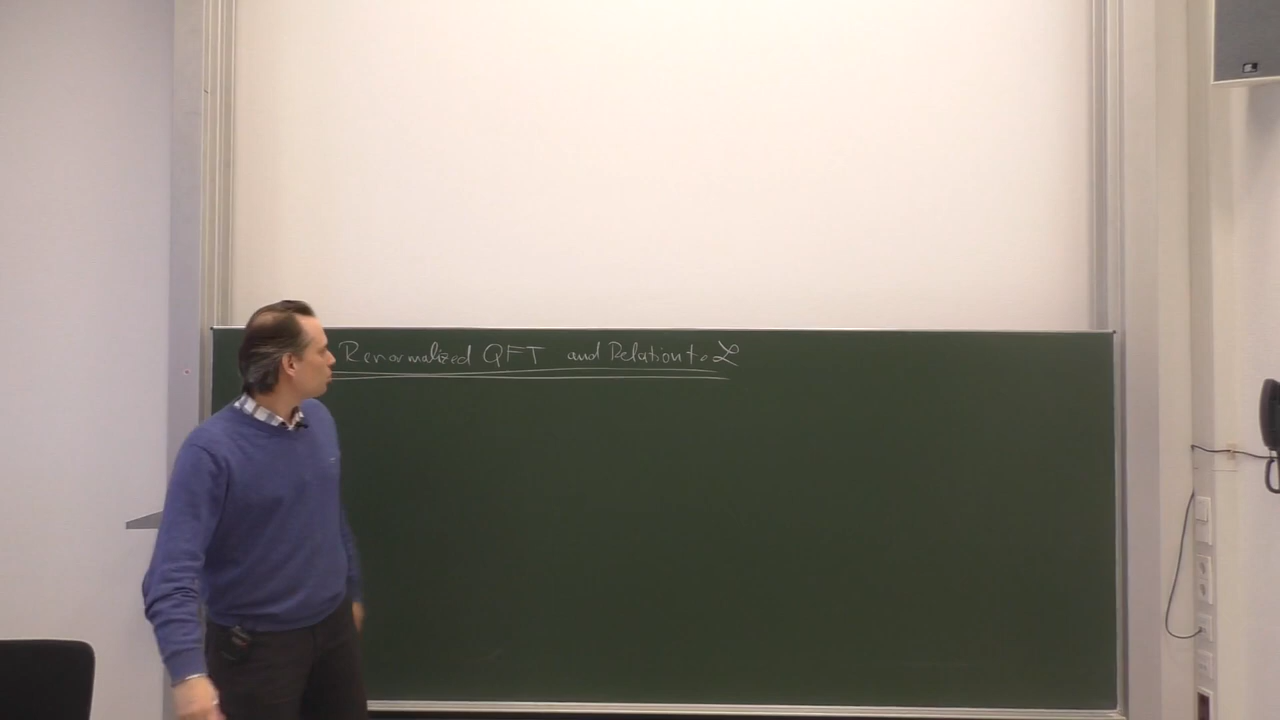 Renormalized QFT and Relation to ℒ